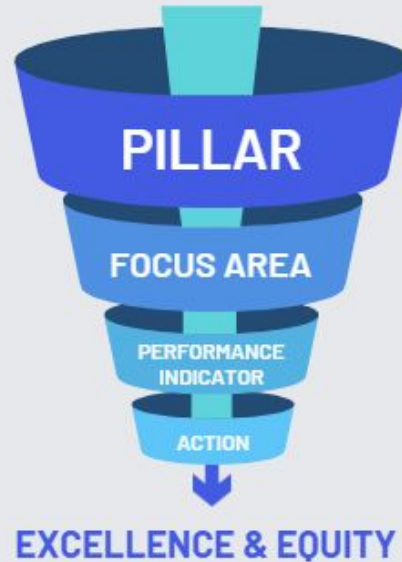 PILLAR
FOCUS AREA
PERFORMANCE
INDICATOR
ACTION
EXCELLENCE & EQUITY